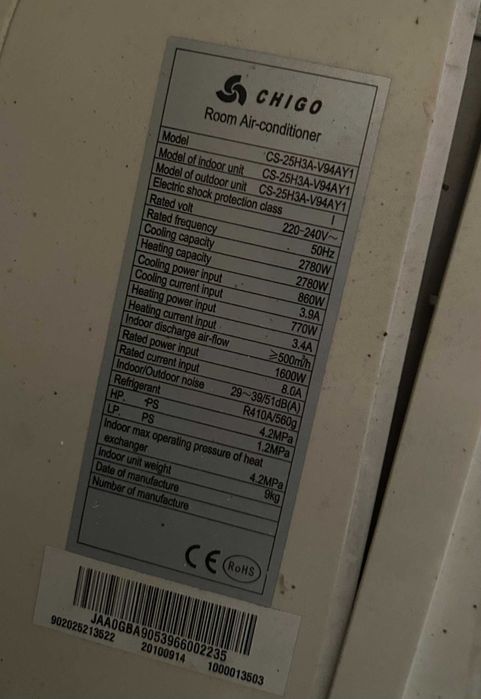 CHIGO
Room Air-conditioner
Model CS-25H3A-V94AY1
Model of indoor unit CS-25H3A-V94AY1
Model of outdoor unit CS-25H3A-V94AY1
Electric shock protection class I
Rated volt 220-240V~
Rated frequency 50Hz
Cooling capacity 2780W
Heating capacity 2780W
Cooling power input 860W
Cooling current input 3.9A
Heating power input 770W
Heating current input 3.4A
Indoor discharge air-flow ≥500m³/h
Rated power input 1600W
Rated current input 8.0A
Indoor/Outdoor noise 29~39/51dB(A)
Refrigerant R410A/560g
HP. PS 4.2MPa
LP. PS 1.2MPa
Indoor max operating pressure of heat
exchanger 4.2MPa
Indoor unit weight 9kg
Date of manufacture
Number of manufacture
CE RoHS
JAA0GBA9053966002235
902025213522 20100914 1000013503